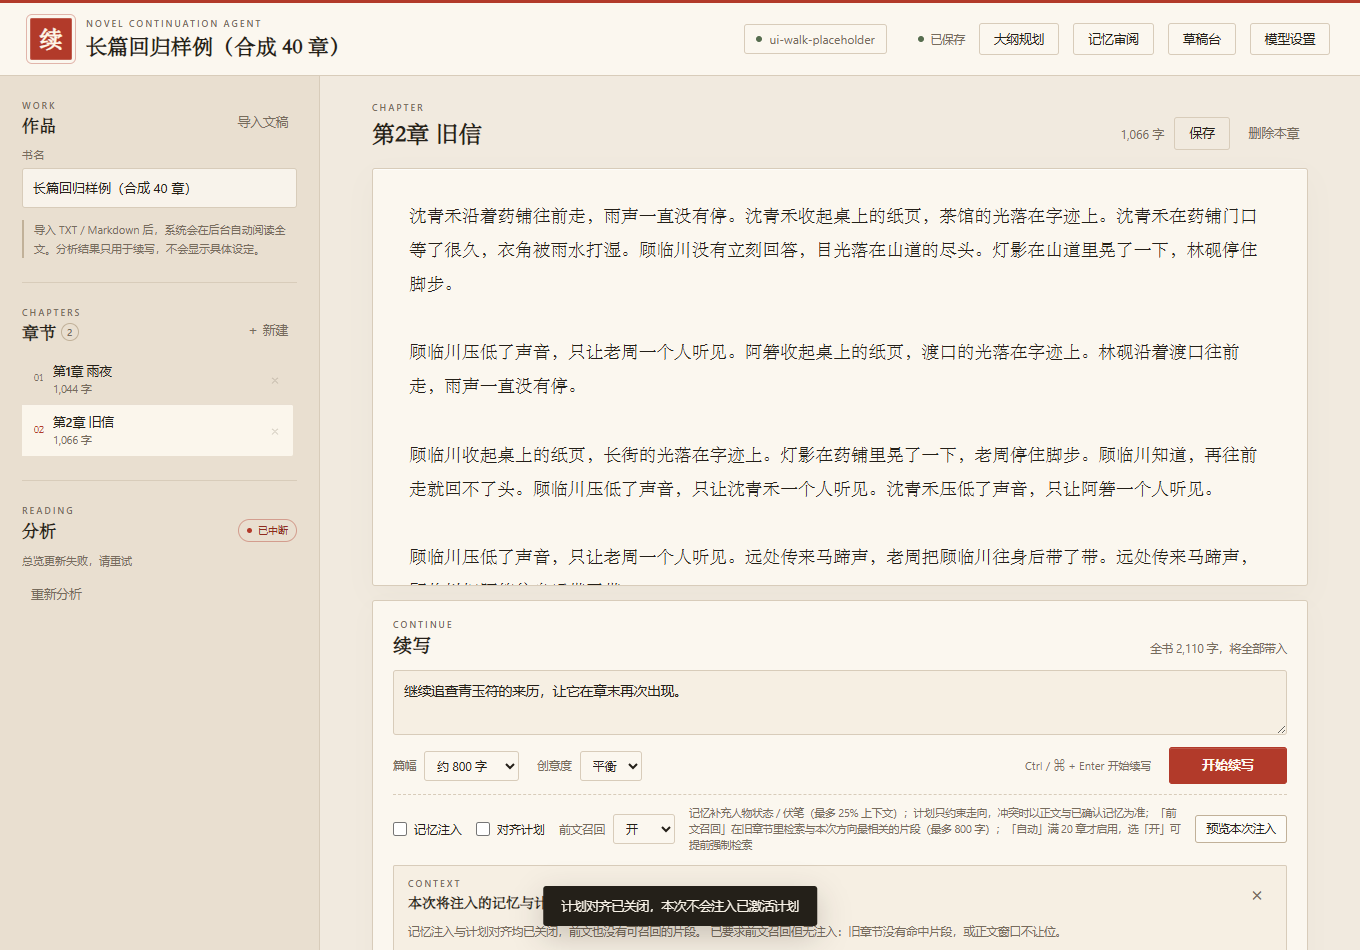 续
NOVEL CONTINUATION AGENT
长篇回归样例（合成 40 章）
ui-walk-placeholder
已保存
大纲规划
记忆审阅
草稿台
模型设置
WORK
作品
导入文稿
书名
长篇回归样例（合成 40 章）
导入 TXT / Markdown 后，系统会在后台自动阅读全
文。分析结果只用于续写，不会显示具体设定。
CHAPTERS
章节 2
+ 新建
01
第1章 雨夜
1,044 字
×
02
第2章 旧信
1,066 字
×
READING
分析
已中断
总览更新失败，请重试
重新分析
CHAPTER
第2章 旧信
1,066 字
保存
删除本章
沈青禾沿着药铺往前走，雨声一直没有停。沈青禾收起桌上的纸页，茶馆的光落在字迹上。沈青禾在药铺门口
等了很久，衣角被雨水打湿。顾临川没有立刻回答，目光落在山道的尽头。灯影在山道里晃了一下，林砚停住
脚步。
顾临川压低了声音，只让老周一个人听见。阿箬收起桌上的纸页，渡口的光落在字迹上。林砚沿着渡口往前
走，雨声一直没有停。
顾临川收起桌上的纸页，长街的光落在字迹上。灯影在药铺里晃了一下，老周停住脚步。顾临川知道，再往前
走就回不了头。顾临川压低了声音，只让沈青禾一个人听见。沈青禾压低了声音，只让阿箬一个人听见。
顾临川压低了声音，只让老周一个人听见。远处传来马蹄声，老周把顾临川往身后带了带。远处传来马蹄声，
CONTINUE
续写
全书 2,110 字，将全部带入
继续追查青玉符的来历，让它在章末再次出现。
篇幅
约 800 字
创意度
平衡
Ctrl / ⌘ + Enter 开始续写
开始续写
记忆注入
对齐计划
前文召回
开
记忆补充人物状态 / 伏笔（最多 25% 上下文）；计划只约束走向，冲突时以正文与已确认记忆为准；「前
文召回」在旧章节里检索与本次方向最相关的片段（最多 800 字）；「自动」满 20 章才启用，选「开」可
提前强制检索
预览本次注入
CONTEXT
本次将注入的记忆与计
×
计划对齐已关闭，本次不会注入已激活计划
记忆注入与计划对齐均已关闭，前文也没有可召回的片段。 已要求前文召回但无注入：旧章节没有命中片段，或正文窗口不让位。